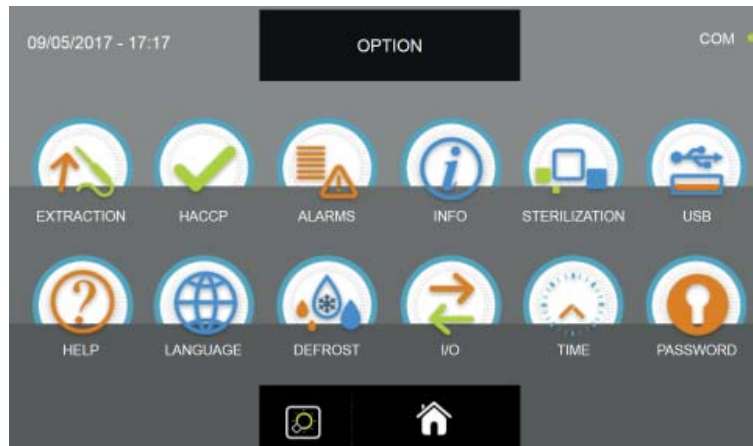 09/05/2017 - 17:17
OPTION
COM
EXTRACTION HACCP ALARMS INFO STERILIZATION USB
HELP LANGUAGE DEFROST I/O TIME PASSWORD